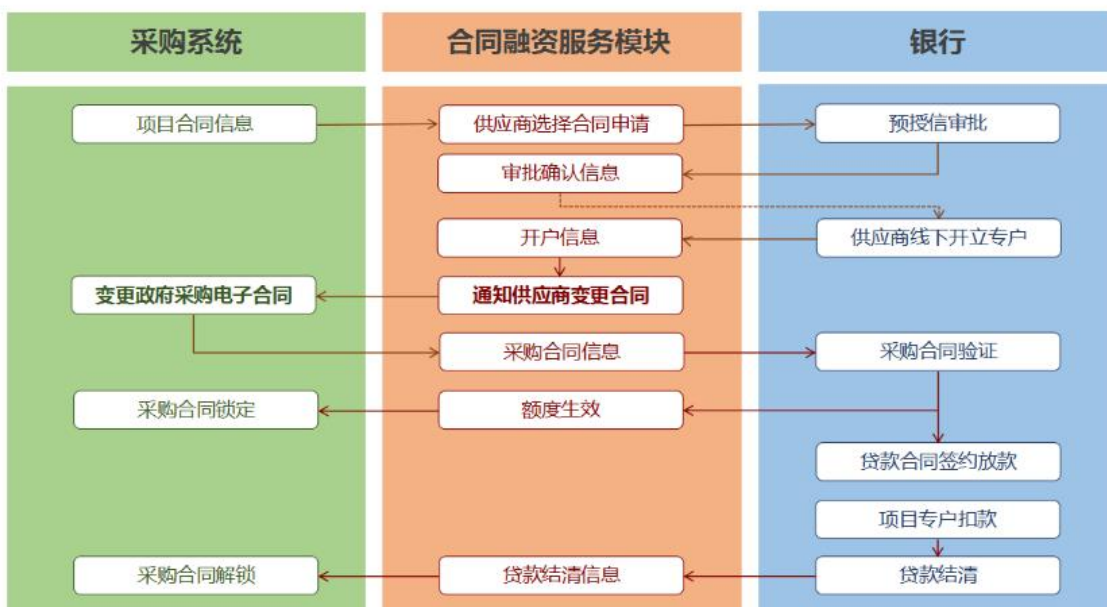 采购系统
合同融资服务模块
银行
项目合同信息
供应商选择合同申请
预授信审批
审批确认信息
开户信息
供应商线下开立专户
变更政府采购电子合同
通知供应商变更合同
采购合同信息
采购合同验证
采购合同锁定
额度生效
贷款合同签约放款
项目专户扣款
采购合同解锁
贷款结清信息
贷款结清